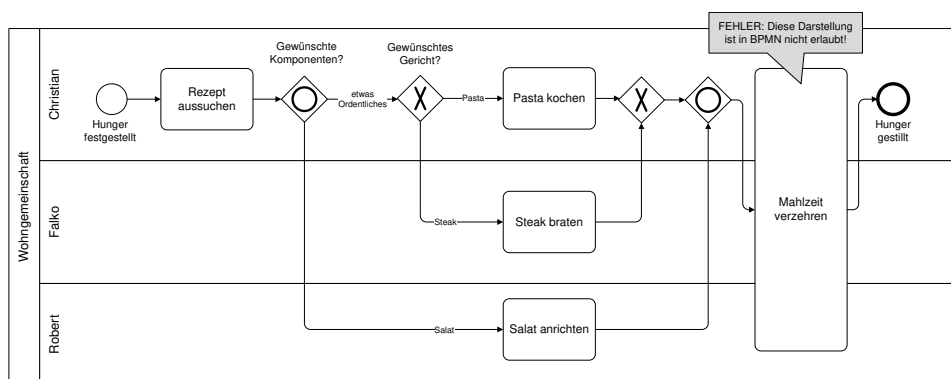 FEHLER: Diese Darstellung
ist in BPMN nicht erlaubt!
Wohngemeinschaft
Christian
Hunger
festgestellt
Rezept
aussuchen
Gewünschte
Komponenten?
etwas
Ordentliches
Gewünschtes
Gericht?
Pasta
Pasta kochen
Hunger
gestillt
Falko
Steak
Steak braten
Mahlzeit
verzehren
Robert
Salat
Salat anrichten